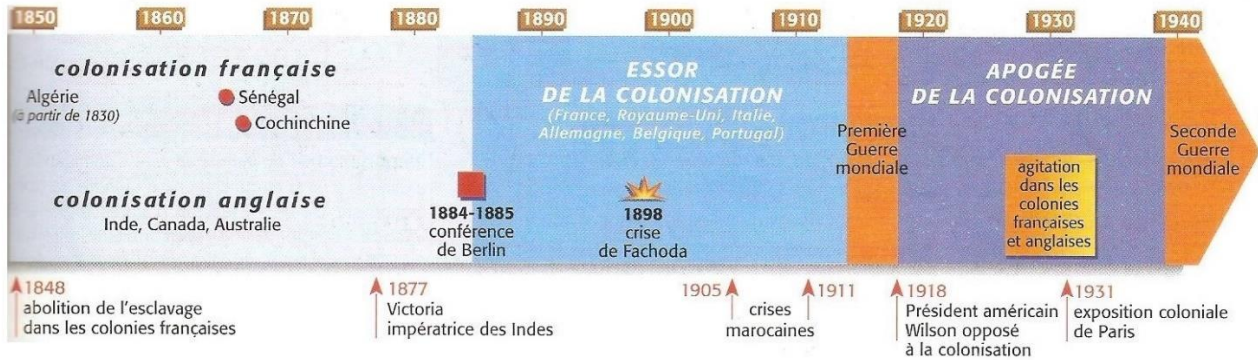 1850 1860 1870 1880 1890 1900 1910 1920 1930 1940
colonisation française
Algérie
(à partir de 1830)
Sénégal
Cochinchine
colonisation anglaise
Inde, Canada, Australie
1884-1885
conférence
de Berlin
ESSOR
DE LA COLONISATION
(France, Royaume-Uni, Italie,
Allemagne, Belgique, Portugal)
1898
crise
de Fachoda
Première
Guerre
mondiale
APOGÉE
DE LA COLONISATION
agitation
dans les
colonies
françaises
et anglaises
Seconde
Guerre
mondiale
1848
abolition de l'esclavage
dans les colonies françaises
1877
Victoria
impératrice des Indes
1905
crises
marocaines
1911
1918
Président américain
Wilson opposé
à la colonisation
1931
exposition coloniale
de Paris